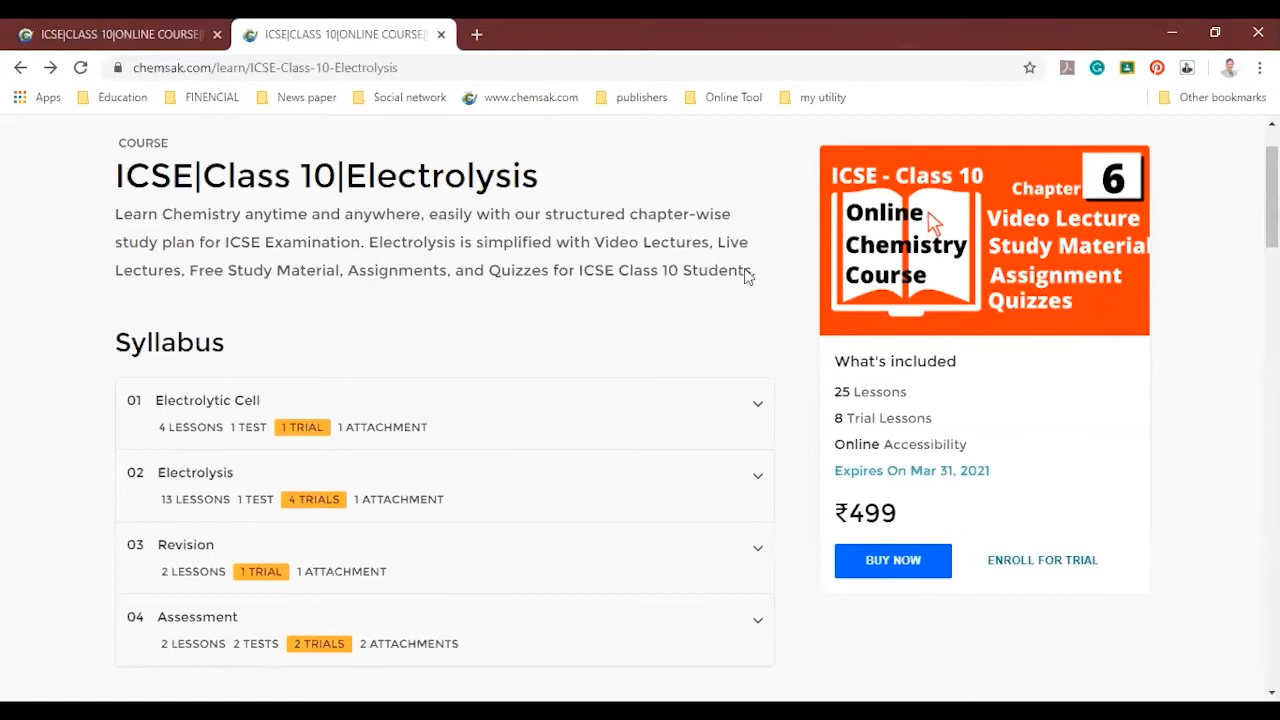 ICSE|CLASS 10|ONLINE COURSE|
ICSE|CLASS 10|ONLINE COURSE|
chemsak.com/learn/ICSE-Class-10-Electrolysis
Apps Education FINENCIAL News paper Social network www.chemsak.com publishers Online Tool my utility Other bookmarks
COURSE
ICSE|Class 10|Electrolysis
Learn Chemistry anytime and anywhere, easily with our structured chapter-wise
study plan for ICSE Examination. Electrolysis is simplified with Video Lectures, Live
Lectures, Free Study Material, Assignments, and Quizzes for ICSE Class 10 Students.
Syllabus
01 Electrolytic Cell
4 LESSONS 1 TEST 1 TRIAL 1 ATTACHMENT
02 Electrolysis
13 LESSONS 1 TEST 4 TRIALS 1 ATTACHMENT
03 Revision
2 LESSONS 1 TRIAL 1 ATTACHMENT
04 Assessment
2 LESSONS 2 TESTS 2 TRIALS 2 ATTACHMENTS
ICSE - Class 10
Chapter 6
Online
Chemistry
Course
Video Lecture
Study Material
Assignment
Quizzes
What's included
25 Lessons
8 Trial Lessons
Online Accessibility
Expires On Mar 31, 2021
₹499
BUY NOW ENROLL FOR TRIAL